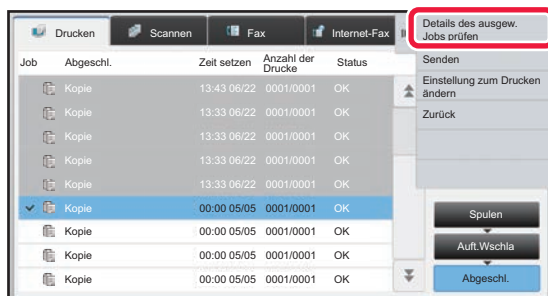 Drucken Scannen Fax Internet-Fax
Details des ausgew.
Jobs prüfen
Senden
Einstellung zum Drucken
ändern
Zurück
Job Abgeschl. Zeit setzen Anzahl der
Drucke Status
Kopie 13:43 06/22 0001/0001 OK
Kopie 13:33 06/22 0001/0001 OK
Kopie 13:33 06/22 0001/0001 OK
Kopie 13:33 06/22 0001/0001 OK
Kopie 13:33 06/22 0001/0001 OK
Kopie 00:00 05/05 0001/0001 OK
Kopie 00:00 05/05 0001/0001 OK
Kopie 00:00 05/05 0001/0001 OK
Kopie 00:00 05/05 0001/0001 OK
Spulen
Auft.Wschla
Abgeschl.